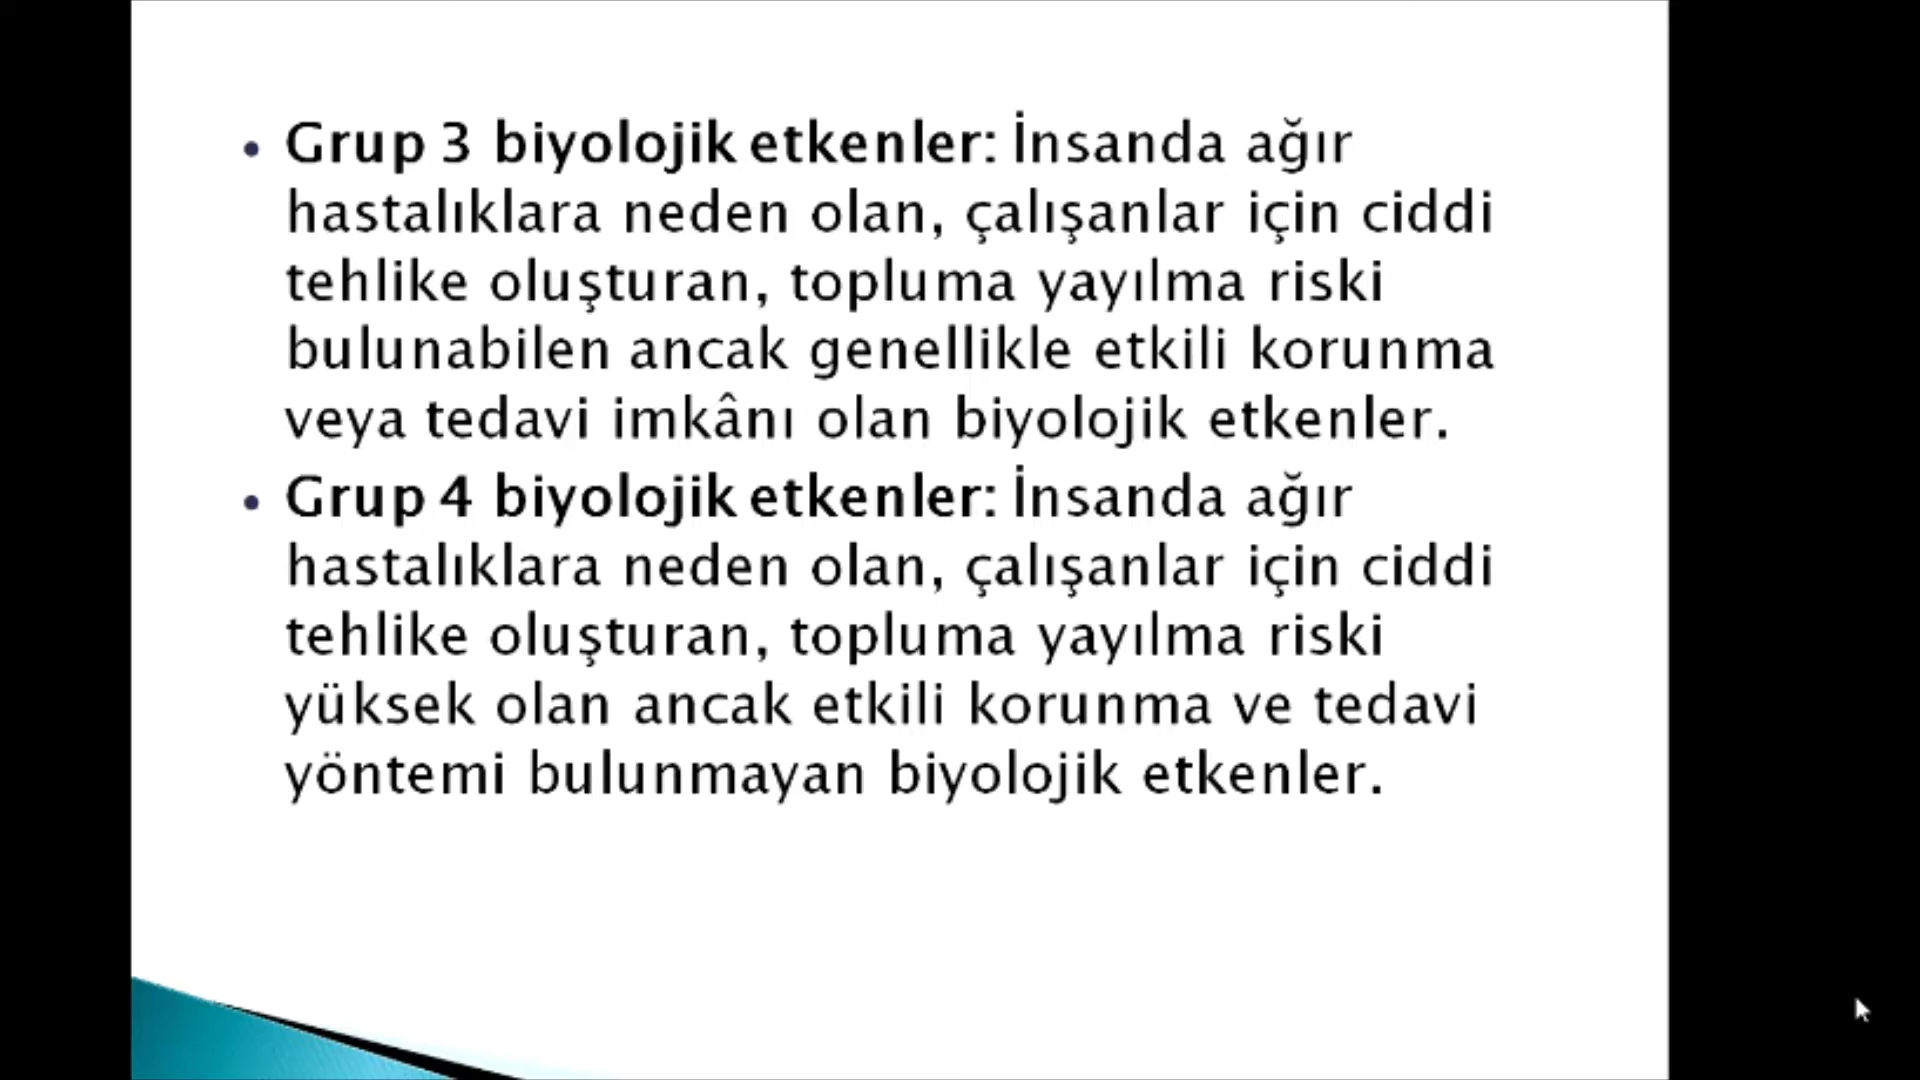 • Grup 3 biyolojik etkenler: İnsanda ağır
hastalıklara neden olan, çalışanlar için ciddi
tehlike oluşturan, topluma yayılma riski
bulunabilen ancak genellikle etkili korunma
veya tedavi imkânı olan biyolojik etkenler.
• Grup 4 biyolojik etkenler: İnsanda ağır
hastalıklara neden olan, çalışanlar için ciddi
tehlike oluşturan, topluma yayılma riski
yüksek olan ancak etkili korunma ve tedavi
yöntemi bulunmayan biyolojik etkenler.